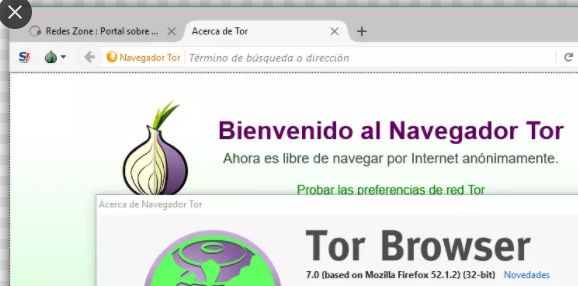 Redes Zone : Portal sobre ...
Acerca de Tor
Navegador Tor
Término de búsqueda o dirección
Bienvenido al Navegador Tor
Ahora es libre de navegar por Internet anónimamente.
Probar las preferencias de red Tor
Acerca de Navegador Tor
Tor Browser
7.0 (based on Mozilla Firefox 52.1.2) (32-bit) Novedades